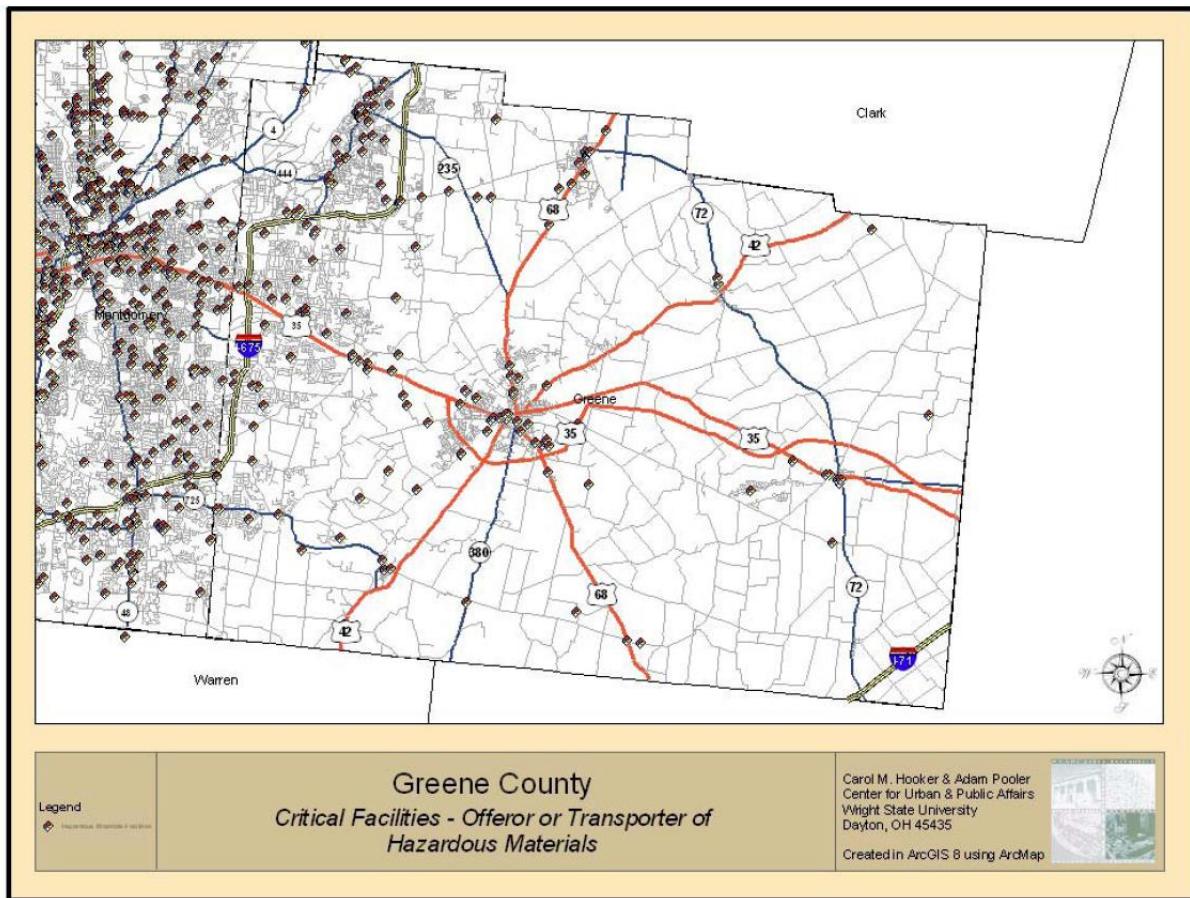 Clark
4
444
235
68
72
42
Montgomery
35
I-675
Greene
35
35
725
380
68
72
48
42
I-71
Warren
N
W
E
S
Legend
Greene County
Critical Facilities - Offeror or Transporter of
Hazardous Materials
Carol M. Hooker & Adam Pooler
Center for Urban & Public Affairs
Wright State University
Dayton, OH 45435
Created in ArcGIS 8 using ArcMap